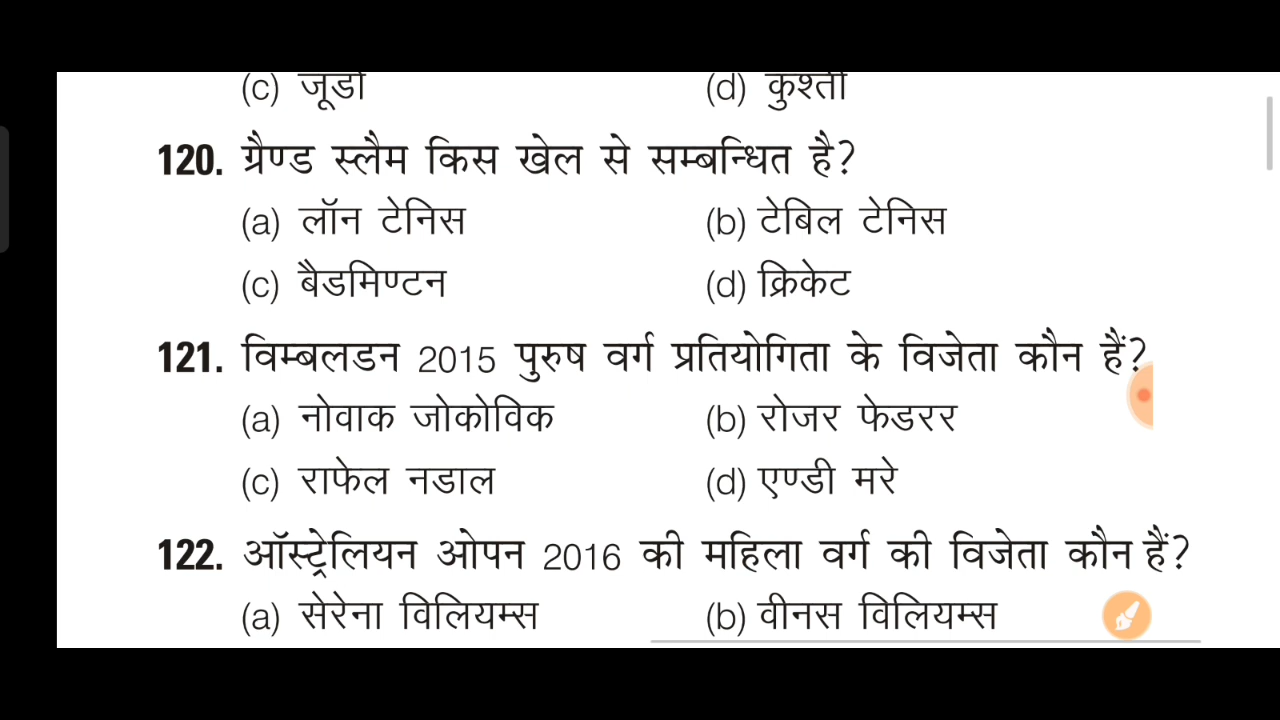 (c) जूडो (d) कुश्ती
120. ग्रैण्ड स्लैम किस खेल से सम्बन्धित है?
(a) लॉन टेनिस (b) टेबिल टेनिस
(c) बैडमिण्टन (d) क्रिकेट
121. विम्बलडन 2015 पुरुष वर्ग प्रतियोगिता के विजेता कौन हैं?
(a) नोवाक जोकोविक (b) रोजर फेडरर
(c) राफेल नडाल (d) एण्डी मरे
122. ऑस्ट्रेलियन ओपन 2016 की महिला वर्ग की विजेता कौन हैं?
(a) सेरेना विलियम्स (b) वीनस विलियम्स